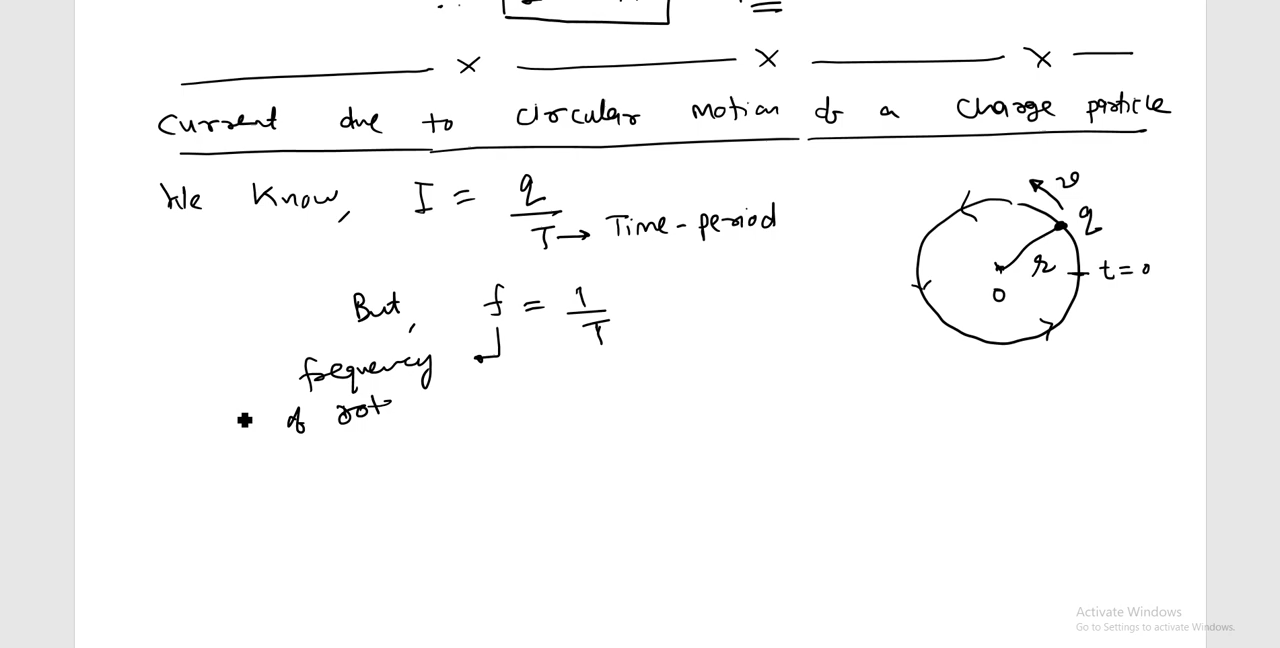 Current due to circular motion of a charge particle
We know, I = q/T → Time-period
v
q
r
t=0
O
But, f = 1/T
frequency
of rot
Activate Windows
Go to Settings to activate Windows.